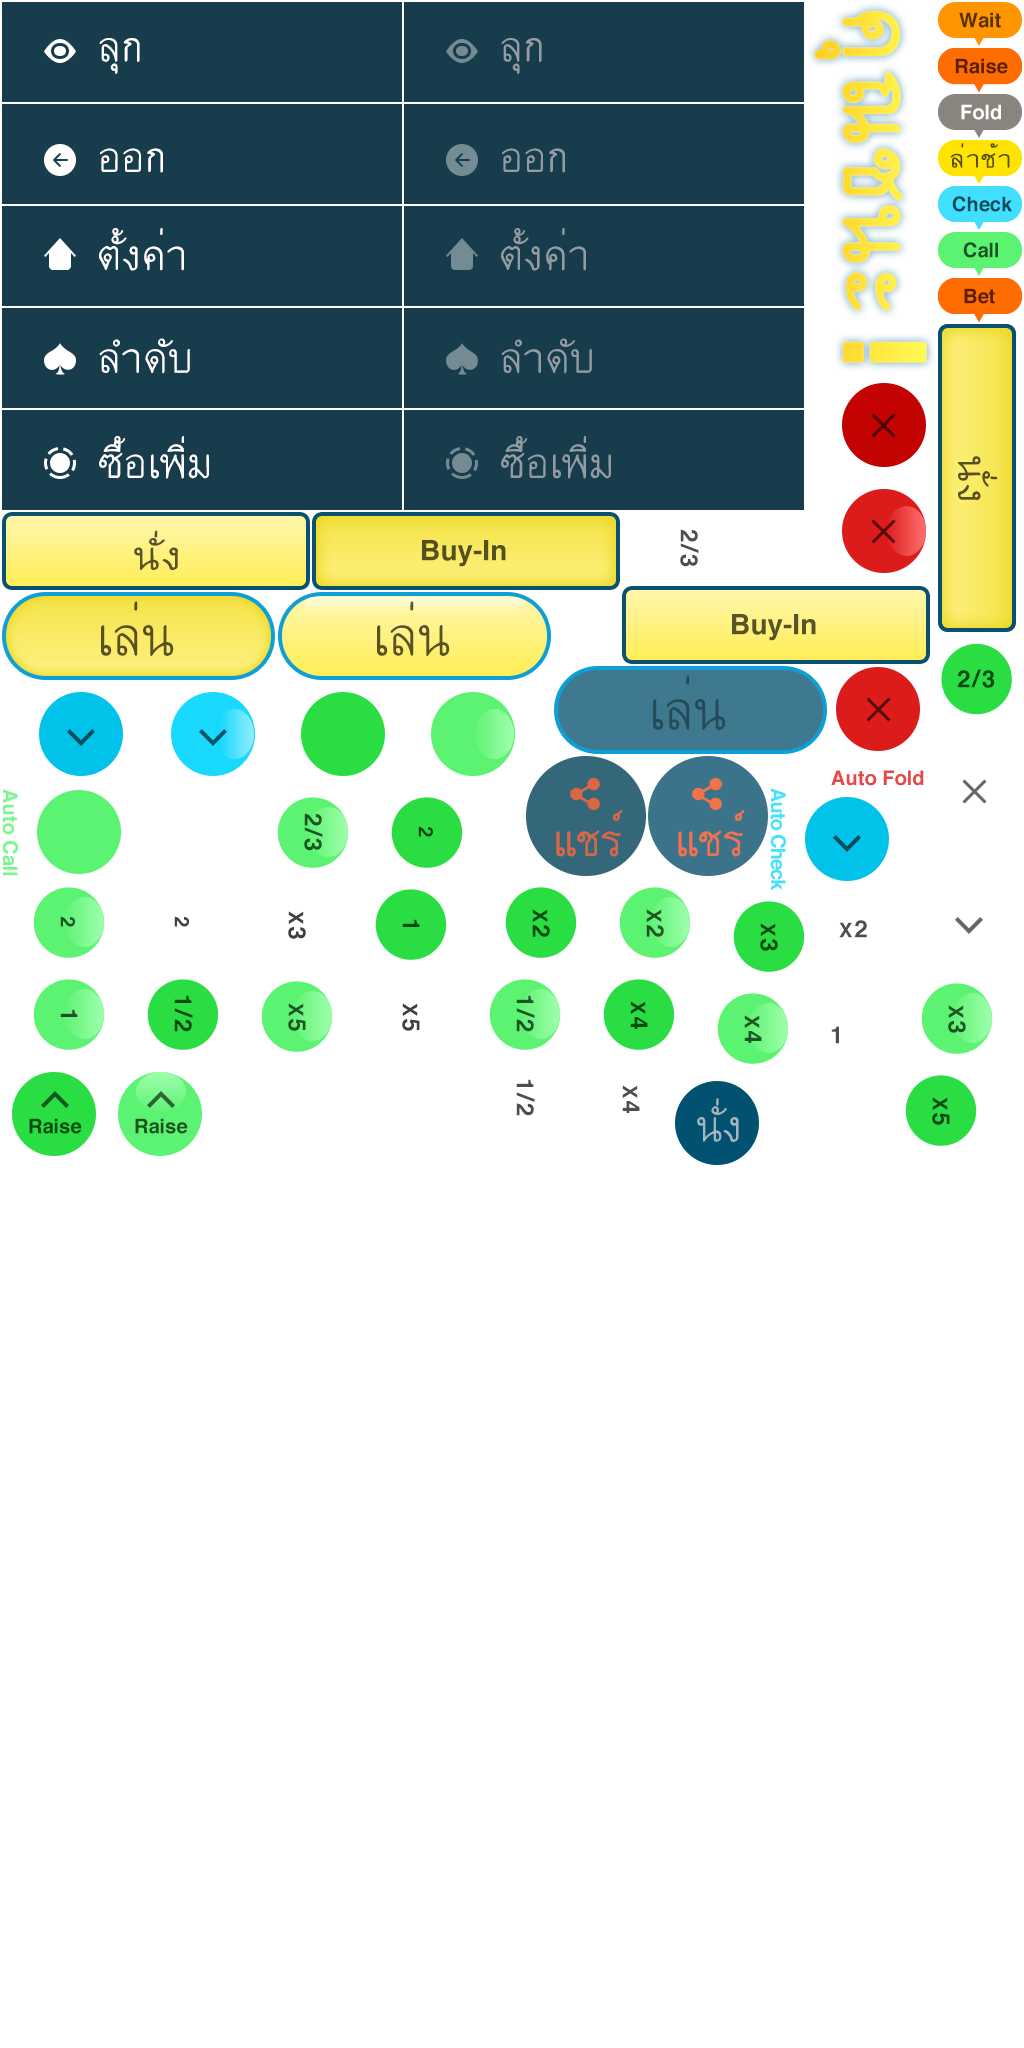 ลุก
ลุก
ออก
ออก
ตั้งค่า
ตั้งค่า
ลำดับ
ลำดับ
ซื้อเพิ่ม
ซื้อเพิ่ม
คุณชนะ !
Wait
Raise
Fold
ล่าช้า
Check
Call
Bet
นั่ง
นั่ง
Buy-In
2/3
Buy-In
เล่น
เล่น
เล่น
2/3
Auto Fold
Auto Call
2/3
2
แชร์
แชร์
Auto Check
2
2
X3
1
X2
X2
X3
X2
1
1/2
X5
X5
1/2
X4
X4
1
X3
Raise
Raise
1/2
X4
นั่ง
X5